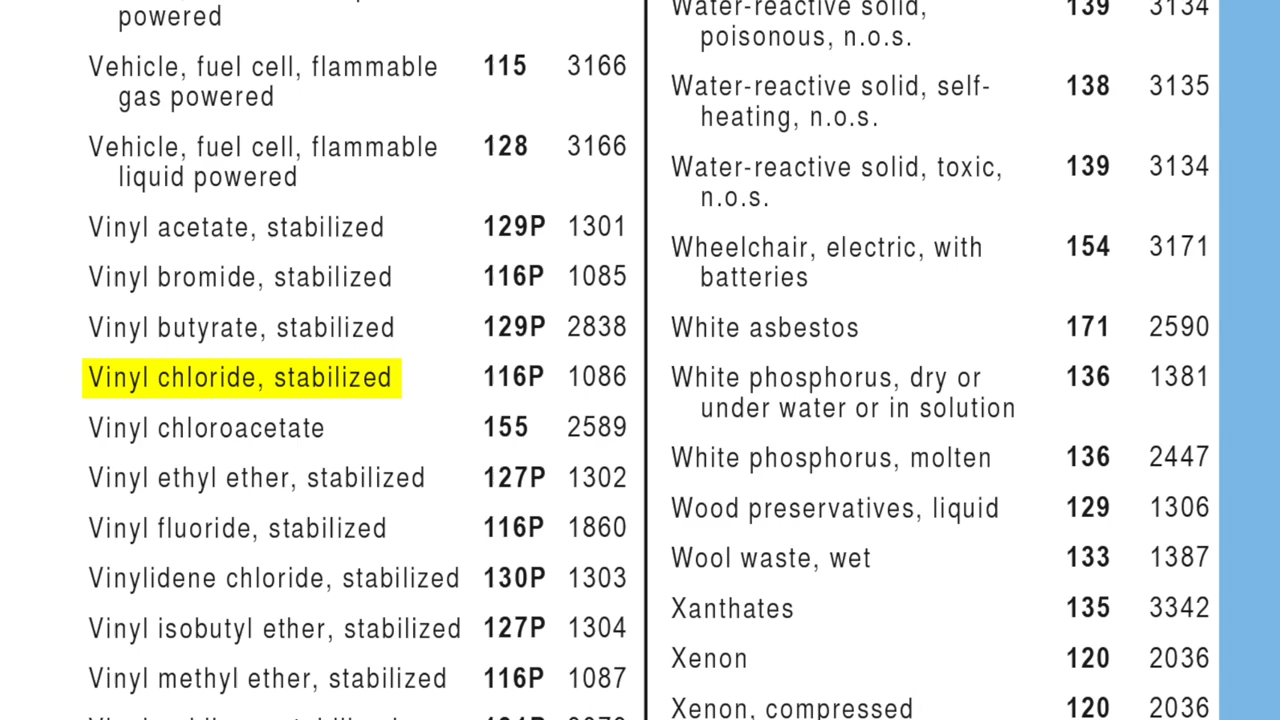 powered
Vehicle, fuel cell, flammable 115 3166
gas powered
Vehicle, fuel cell, flammable 128 3166
liquid powered
Vinyl acetate, stabilized 129P 1301
Vinyl bromide, stabilized 116P 1085
Vinyl butyrate, stabilized 129P 2838
Vinyl chloride, stabilized 116P 1086
Vinyl chloroacetate 155 2589
Vinyl ethyl ether, stabilized 127P 1302
Vinyl fluoride, stabilized 116P 1860
Vinylidene chloride, stabilized 130P 1303
Vinyl isobutyl ether, stabilized 127P 1304
Vinyl methyl ether, stabilized 116P 1087
Water-reactive solid, 139 3134
poisonous, n.o.s.
Water-reactive solid, self- 138 3135
heating, n.o.s.
Water-reactive solid, toxic, 139 3134
n.o.s.
Wheelchair, electric, with 154 3171
batteries
White asbestos 171 2590
White phosphorus, dry or 136 1381
under water or in solution
White phosphorus, molten 136 2447
Wood preservatives, liquid 129 1306
Wool waste, wet 133 1387
Xanthates 135 3342
Xenon 120 2036
Xenon, compressed 120 2036